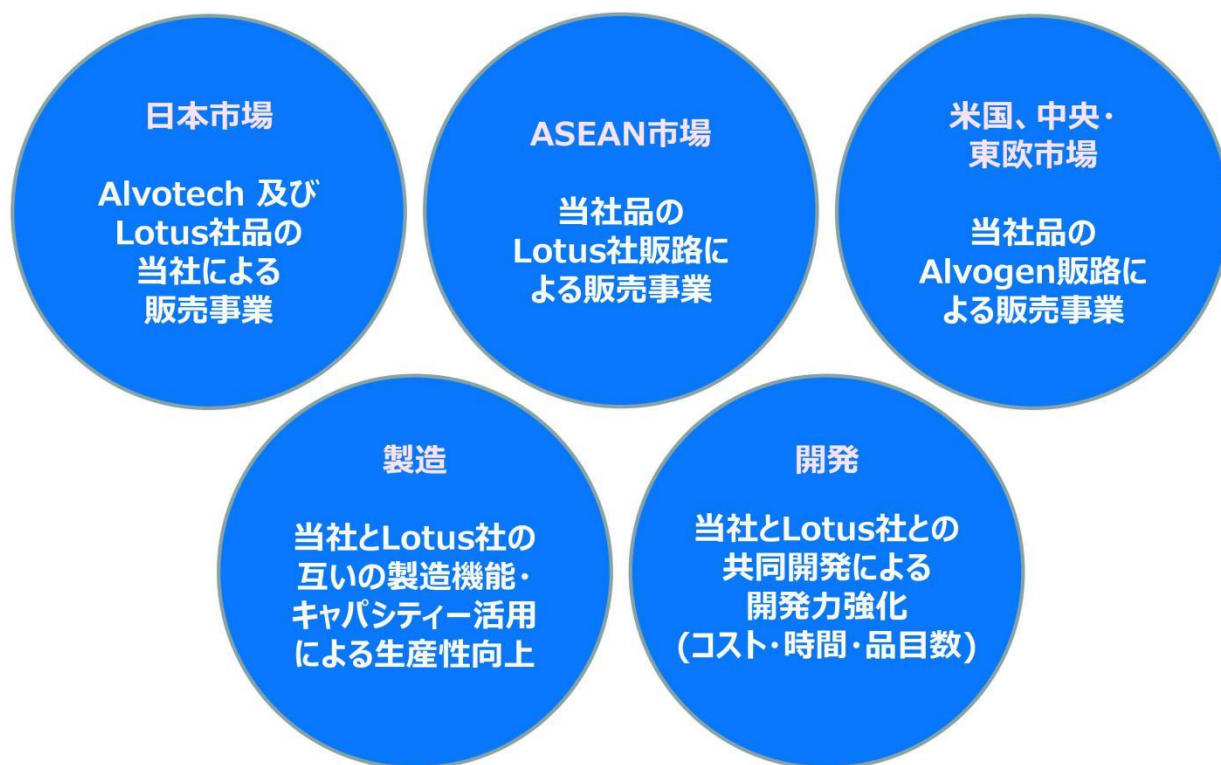 日本市場
Alvotech 及び
Lotus社品の
当社による
販売事業
ASEAN市場
当社品の
Lotus社販路に
よる販売事業
米国、中央・
東欧市場
当社品の
Alvogen販路に
よる販売事業
製造
当社とLotus社の
互いの製造機能・
キャパシティー活用
による生産性向上
開発
当社とLotus社との
共同開発による
開発力強化
(コスト・時間・品目数)